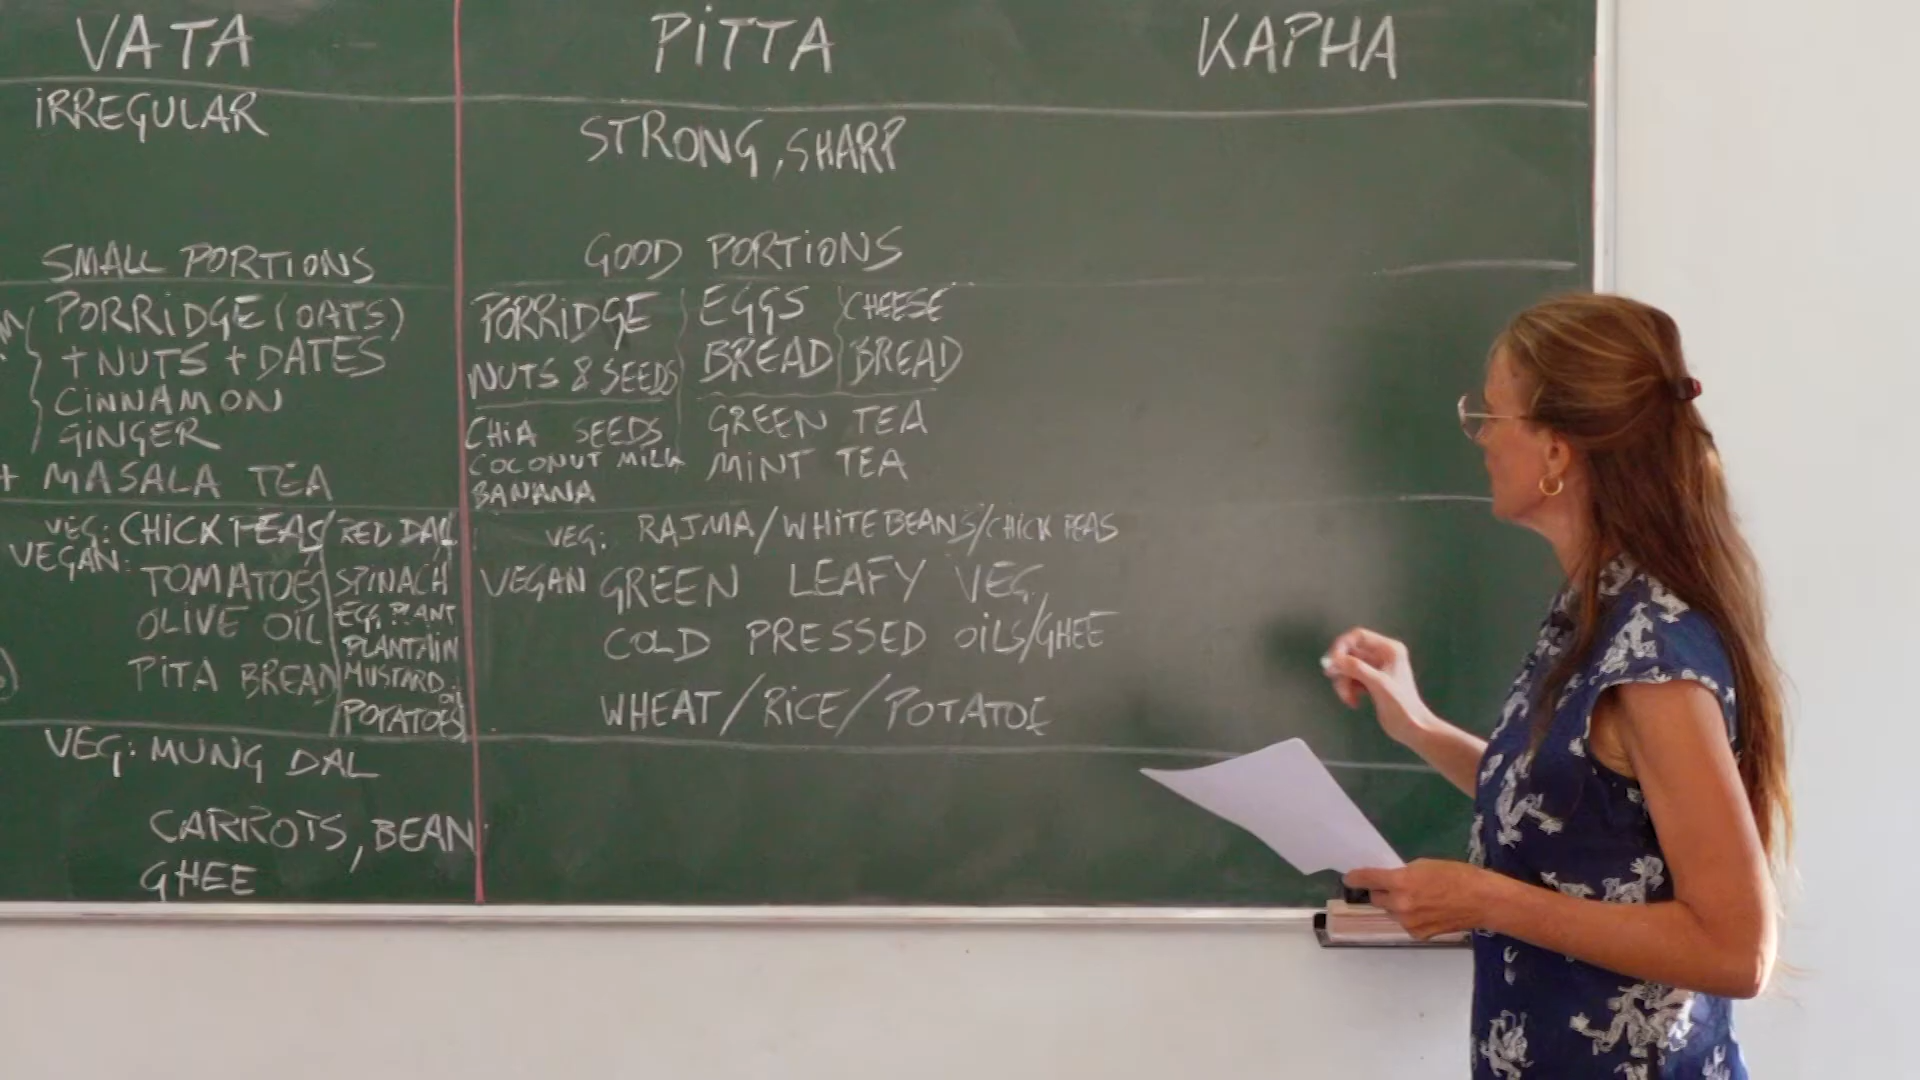 VATA
PITTA
KAPHA
IRREGULAR
SMALL PORTIONS
PORRIDGE (OATS)
+ NUTS + DATES
CINNAMON
GINGER
+ MASALA TEA
VEG: CHICKPEAS / RED DAL
VEGAN:
TOMATOES
SPINACH
OLIVE OIL
EGG PLANT
PLANTAIN
PITA BREAD
MUSTARD OIL
POTATOES
VEG: MUNG DAL
CARROTS, BEAN
GHEE
STRONG, SHARP
GOOD PORTIONS
PORRIDGE
NUTS & SEEDS
CHIA SEEDS
COCONUT MILK
BANANA
EGGS
BREAD
CHEESE
BREAD
GREEN TEA
MINT TEA
VEG: RAJMA/WHITE BEANS/CHICK PEAS
VEGAN GREEN LEAFY VEG
COLD PRESSED OILS/GHEE
WHEAT/RICE/POTATOE